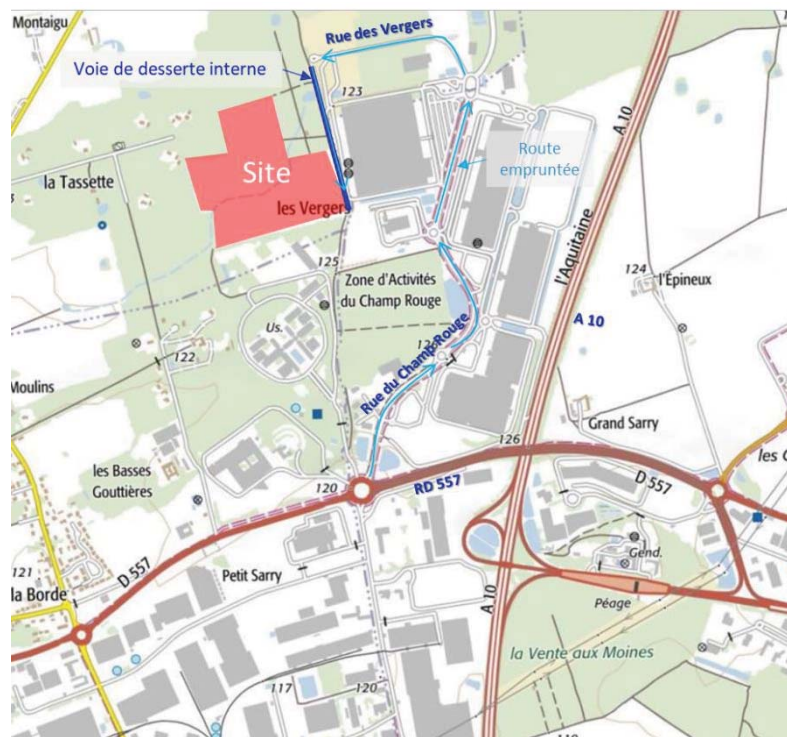 Montaigu
Rue des Vergers
Voie de desserte interne
123
A 10
Site
Route
empruntée
la Tassette
les Vergers
l'Aquitaine
125
Zone d'Activités
du Champ Rouge
124
l'Épineux
A 10
Us.
122
Rue du Champ Rouge
Moulins
Grand Sarry
126
les Basses
Gouttières
120
RD 557
D 557
D 557
121
la Borde
Petit Sarry
Gend.
A 10
Péage
la Vente aux Moines
117
120